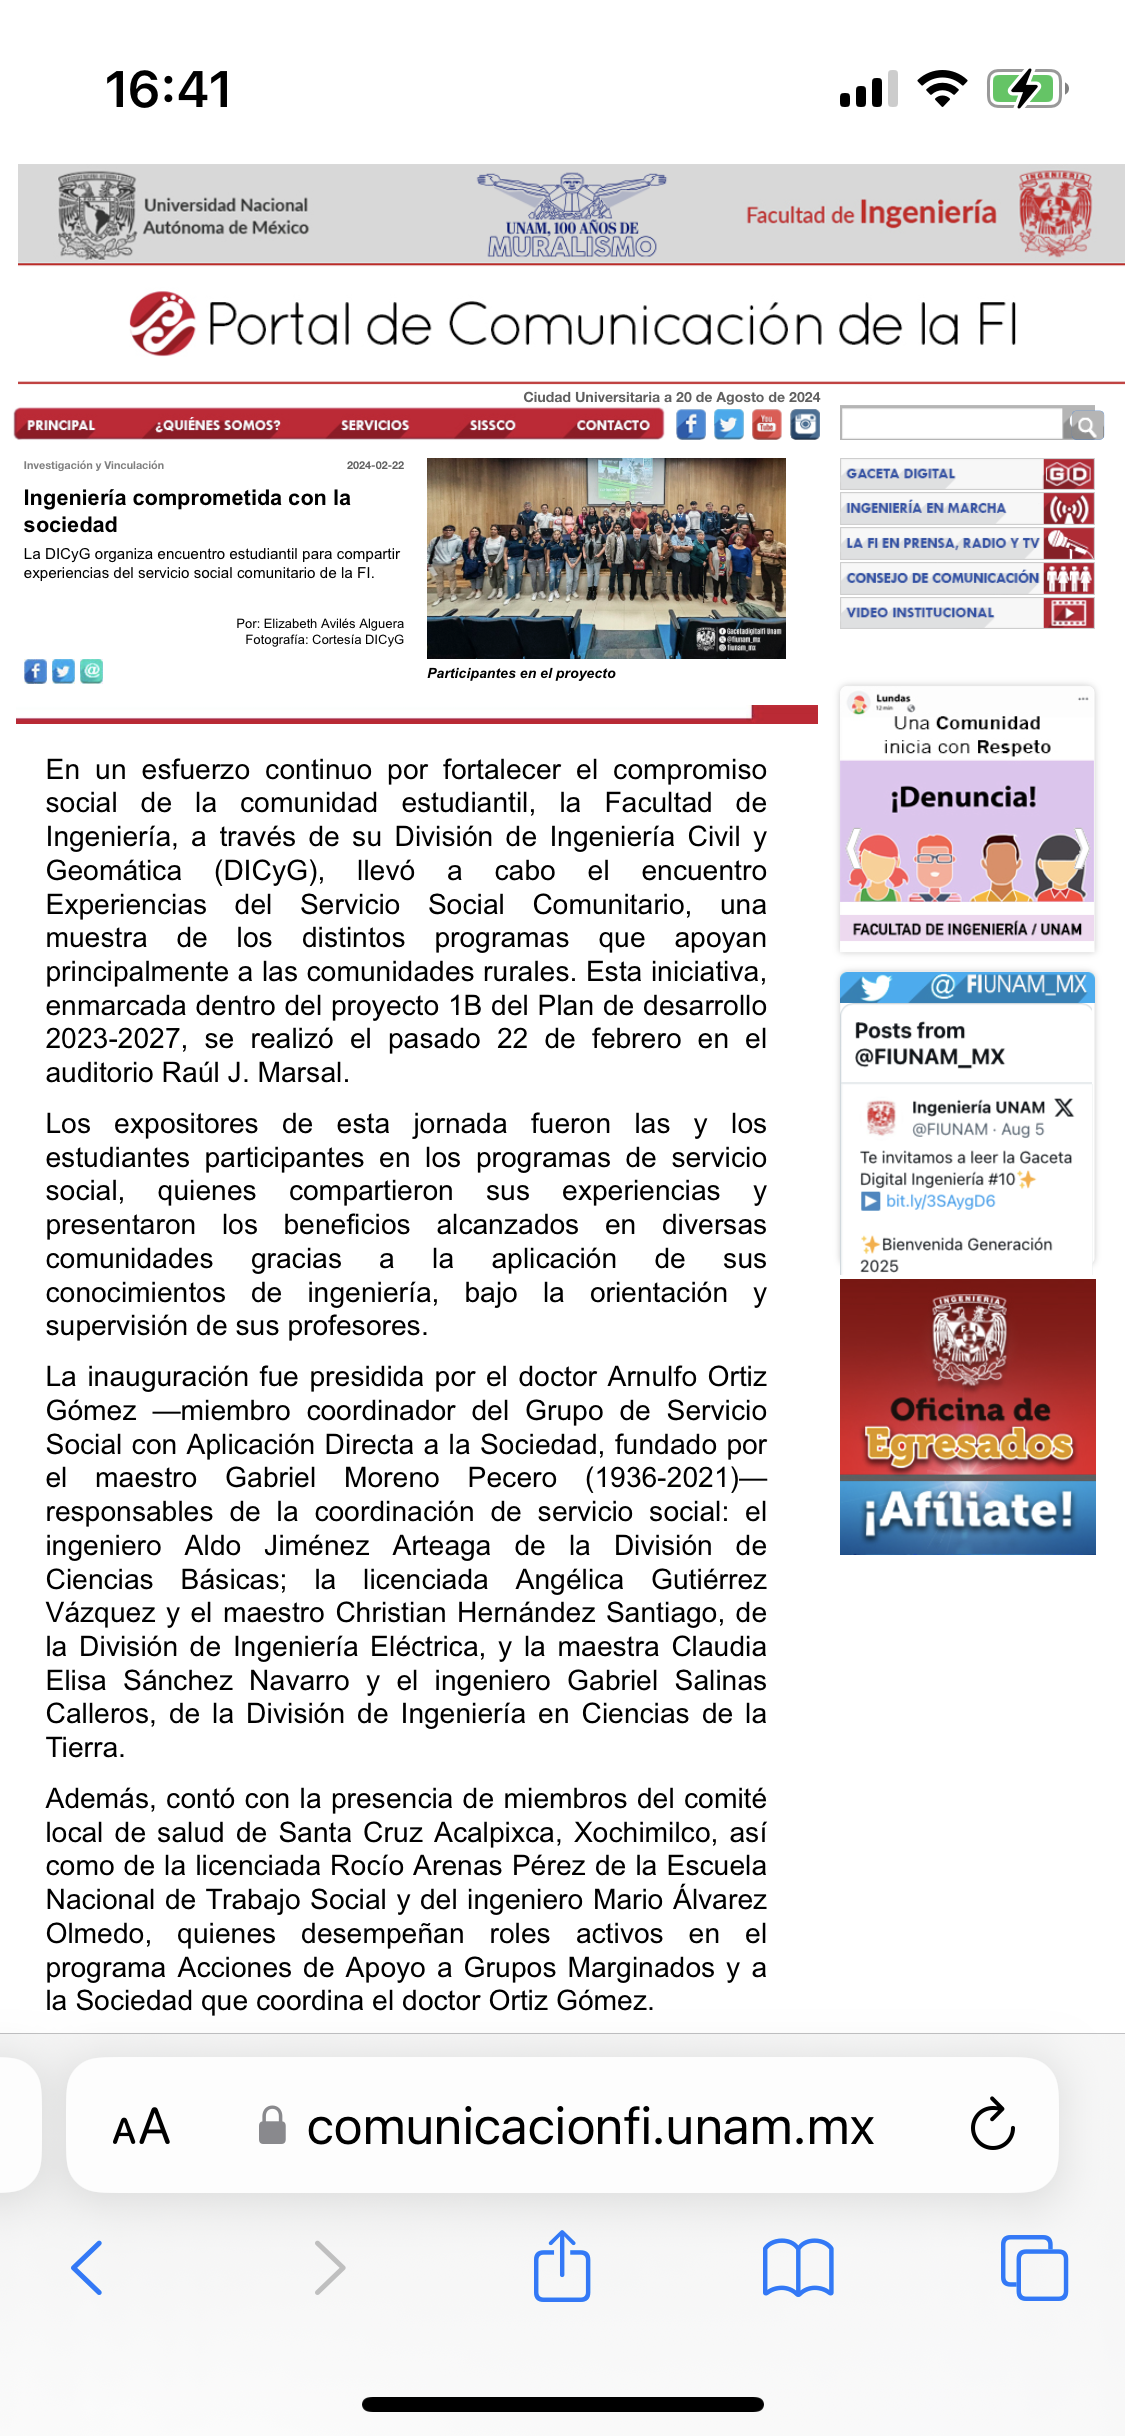 16:41
Universidad Nacional
Autónoma de México
UNAM, 100 AÑOS DE
MURALISMO
Facultad de Ingeniería
INGENIERIA
Portal de Comunicación de la FI
Ciudad Universitaria a 20 de Agosto de 2024
PRINCIPAL ¿QUIÉNES SOMOS? SERVICIOS SISSCO CONTACTO
You
Tube
Investigación y Vinculación 2024-02-22
Ingeniería comprometida con la
sociedad
La DICyG organiza encuentro estudiantil para compartir
experiencias del servicio social comunitario de la FI.
Por: Elizabeth Avilés Alguera
Fotografía: Cortesía DICyG
Gacetadigitalfi Unam
@fiunam_mx
fiunam_mx
Participantes en el proyecto
En un esfuerzo continuo por fortalecer el compromiso
social de la comunidad estudiantil, la Facultad de
Ingeniería, a través de su División de Ingeniería Civil y
Geomática (DICyG), llevó a cabo el encuentro
Experiencias del Servicio Social Comunitario, una
muestra de los distintos programas que apoyan
principalmente a las comunidades rurales. Esta iniciativa,
enmarcada dentro del proyecto 1B del Plan de desarrollo
2023-2027, se realizó el pasado 22 de febrero en el
auditorio Raúl J. Marsal.
Los expositores de esta jornada fueron las y los
estudiantes participantes en los programas de servicio
social, quienes compartieron sus experiencias y
presentaron los beneficios alcanzados en diversas
comunidades gracias a la aplicación de sus
conocimientos de ingeniería, bajo la orientación y
supervisión de sus profesores.
La inauguración fue presidida por el doctor Arnulfo Ortiz
Gómez —miembro coordinador del Grupo de Servicio
Social con Aplicación Directa a la Sociedad, fundado por
el maestro Gabriel Moreno Pecero (1936-2021)—
responsables de la coordinación de servicio social: el
ingeniero Aldo Jiménez Arteaga de la División de
Ciencias Básicas; la licenciada Angélica Gutiérrez
Vázquez y el maestro Christian Hernández Santiago, de
la División de Ingeniería Eléctrica, y la maestra Claudia
Elisa Sánchez Navarro y el ingeniero Gabriel Salinas
Calleros, de la División de Ingeniería en Ciencias de la
Tierra.
Además, contó con la presencia de miembros del comité
local de salud de Santa Cruz Acalpixca, Xochimilco, así
como de la licenciada Rocío Arenas Pérez de la Escuela
Nacional de Trabajo Social y del ingeniero Mario Álvarez
Olmedo, quienes desempeñan roles activos en el
programa Acciones de Apoyo a Grupos Marginados y a
la Sociedad que coordina el doctor Ortiz Gómez.
GACETA DIGITAL GD
INGENIERÍA EN MARCHA
LA FI EN PRENSA, RADIO Y TV
CONSEJO DE COMUNICACIÓN
VIDEO INSTITUCIONAL
Lundas
12 min
Una Comunidad
inicia con Respeto
¡Denuncia!
FACULTAD DE INGENIERÍA / UNAM
@ FIUNAM_MX
Posts from
@FIUNAM_MX
Ingeniería UNAM
@FIUNAM · Aug 5
Te invitamos a leer la Gaceta
Digital Ingeniería #10✨
▶ bit.ly/3SAygD6
✨Bienvenida Generación
2025
INGENIERIA
Oficina de
Egresados
¡Afíliate!
AA comunicacionfi.unam.mx